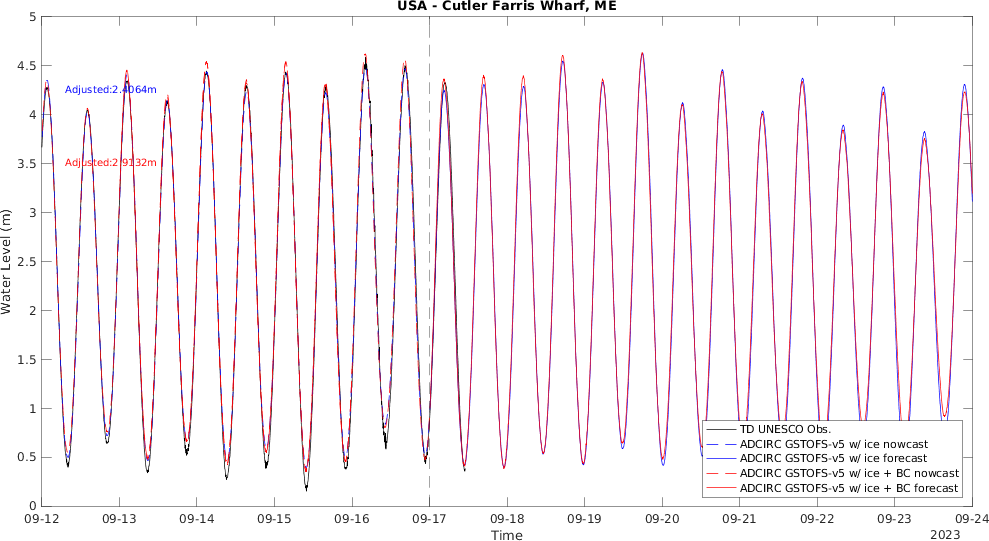 USA - Cutler Farris Wharf, ME
5
4.5
4
3.5
3
2.5
2
1.5
1
0.5
0
Water Level (m)
Adjusted:2.4064m
Adjusted:2.9132m
TD UNESCO Obs.
ADCIRC GSTOFS-v5 w/ ice nowcast
ADCIRC GSTOFS-v5 w/ ice forecast
ADCIRC GSTOFS-v5 w/ ice + BC nowcast
ADCIRC GSTOFS-v5 w/ ice + BC forecast
09-12 09-13 09-14 09-15 09-16 09-17 09-18 09-19 09-20 09-21 09-22 09-23 09-24
Time
2023